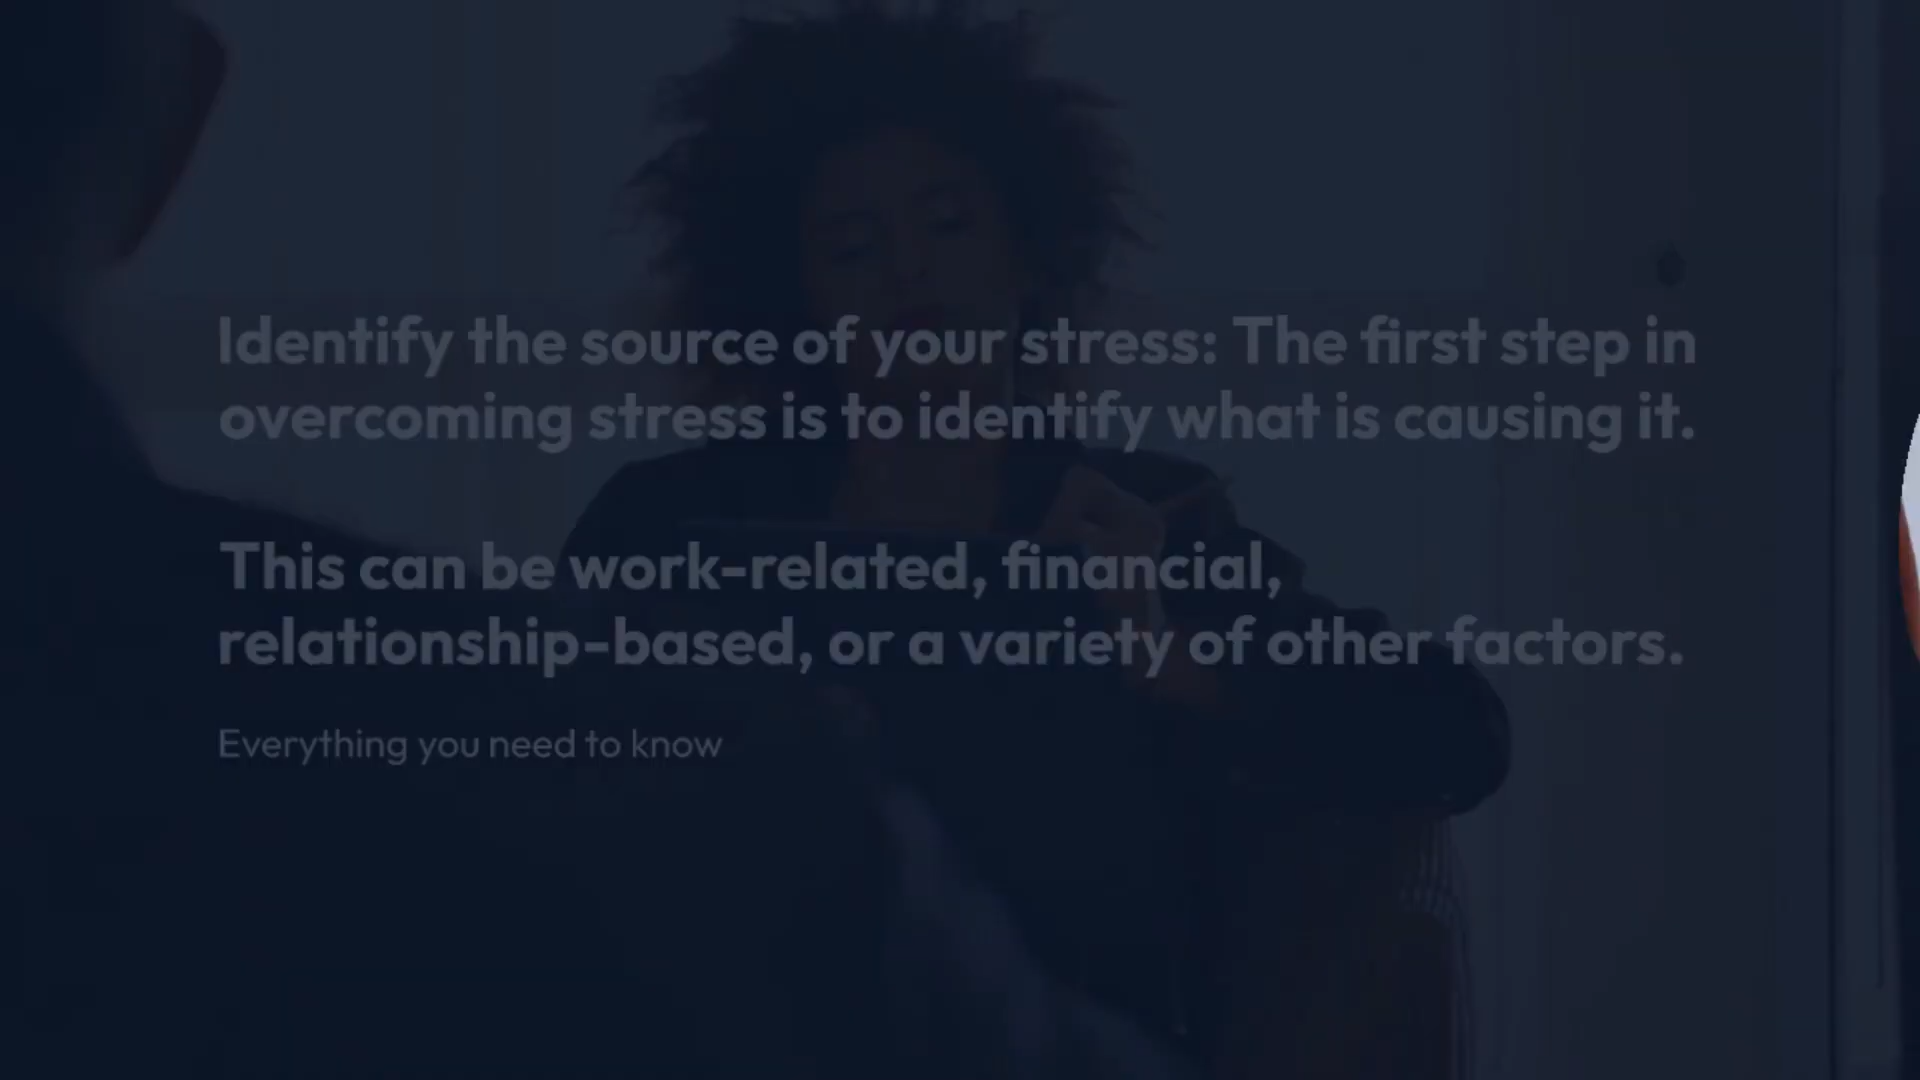 Identify the source of your stress: The first step in
overcoming stress is to identify what is causing it.
This can be work-related, financial,
relationship-based, or a variety of other factors.
Everything you need to know